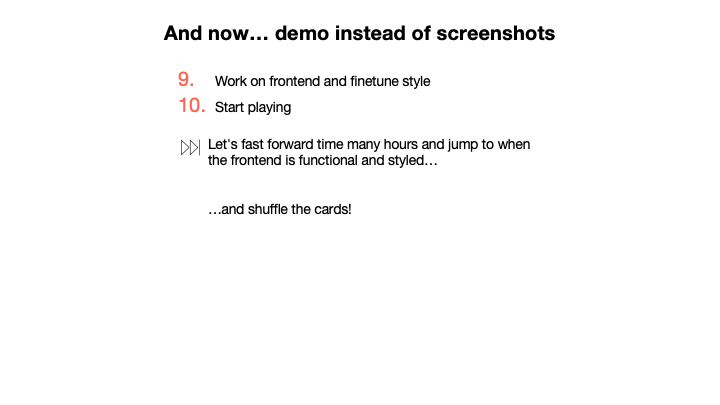 And now… demo instead of screenshots
9. Work on frontend and finetune style
10. Start playing
Let's fast forward time many hours and jump to when
the frontend is functional and styled…
…and shuffle the cards!